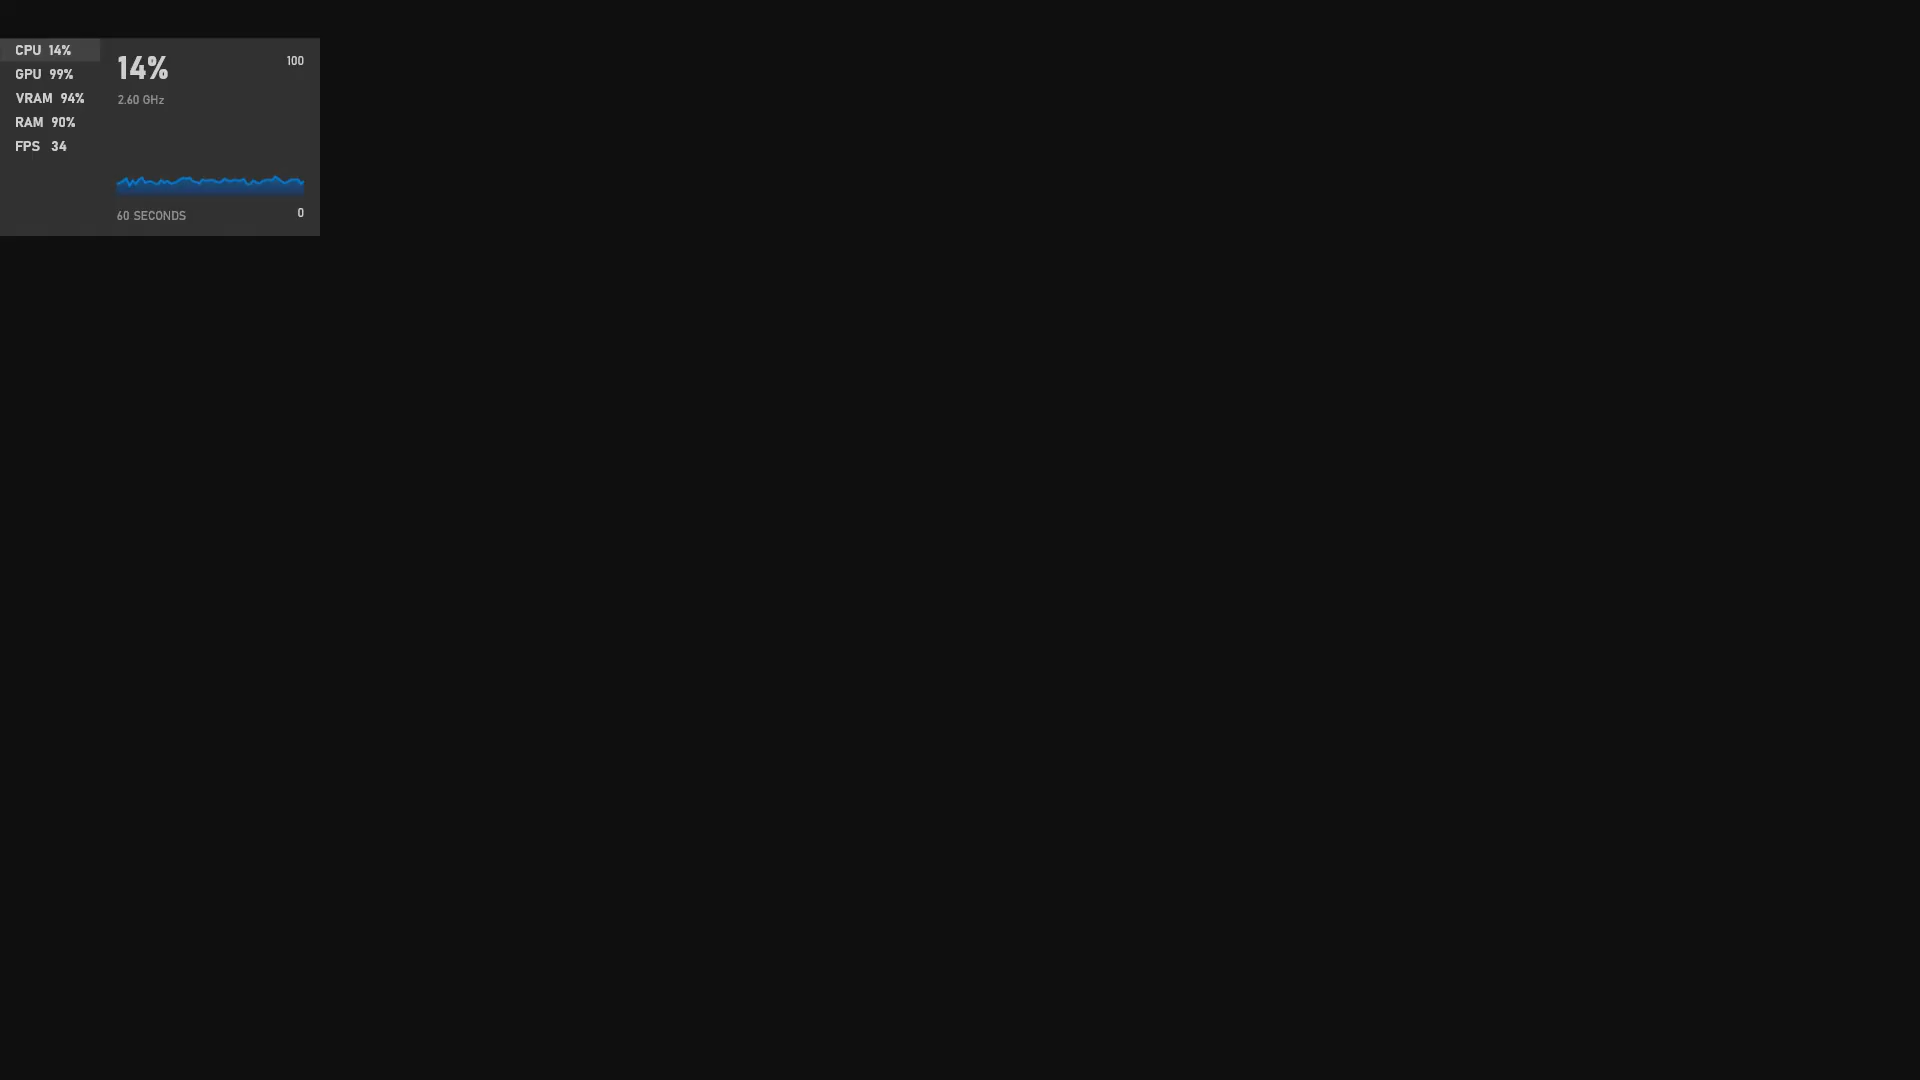 CPU 14%
GPU 99%
VRAM 94%
RAM 90%
FPS 34
14%
100
2.60 GHz
60 SECONDS
0